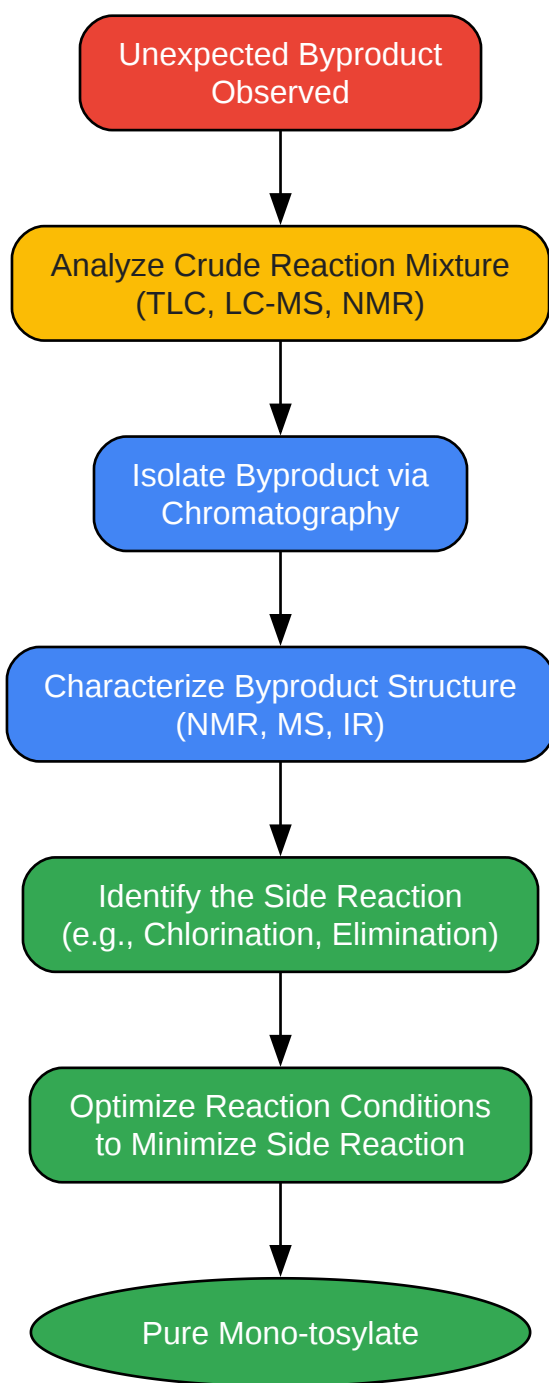 Unexpected Byproduct
Observed
Analyze Crude Reaction Mixture
(TLC, LC-MS, NMR)
Isolate Byproduct via
Chromatography
Characterize Byproduct Structure
(NMR, MS, IR)
Identify the Side Reaction
(e.g., Chlorination, Elimination)
Optimize Reaction Conditions
to Minimize Side Reaction
Pure Mono-tosylate